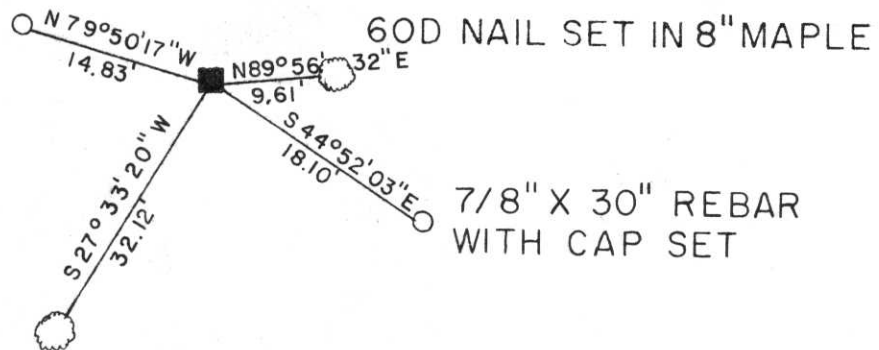 N 79°50'17"W
14.83'
60D NAIL SET IN 8" MAPLE
N89°56'32"E
9.61'
S 44°52'03"E
18.10'
S 27° 33' 20" W
32.12'
7/8" X 30" REBAR
WITH CAP SET